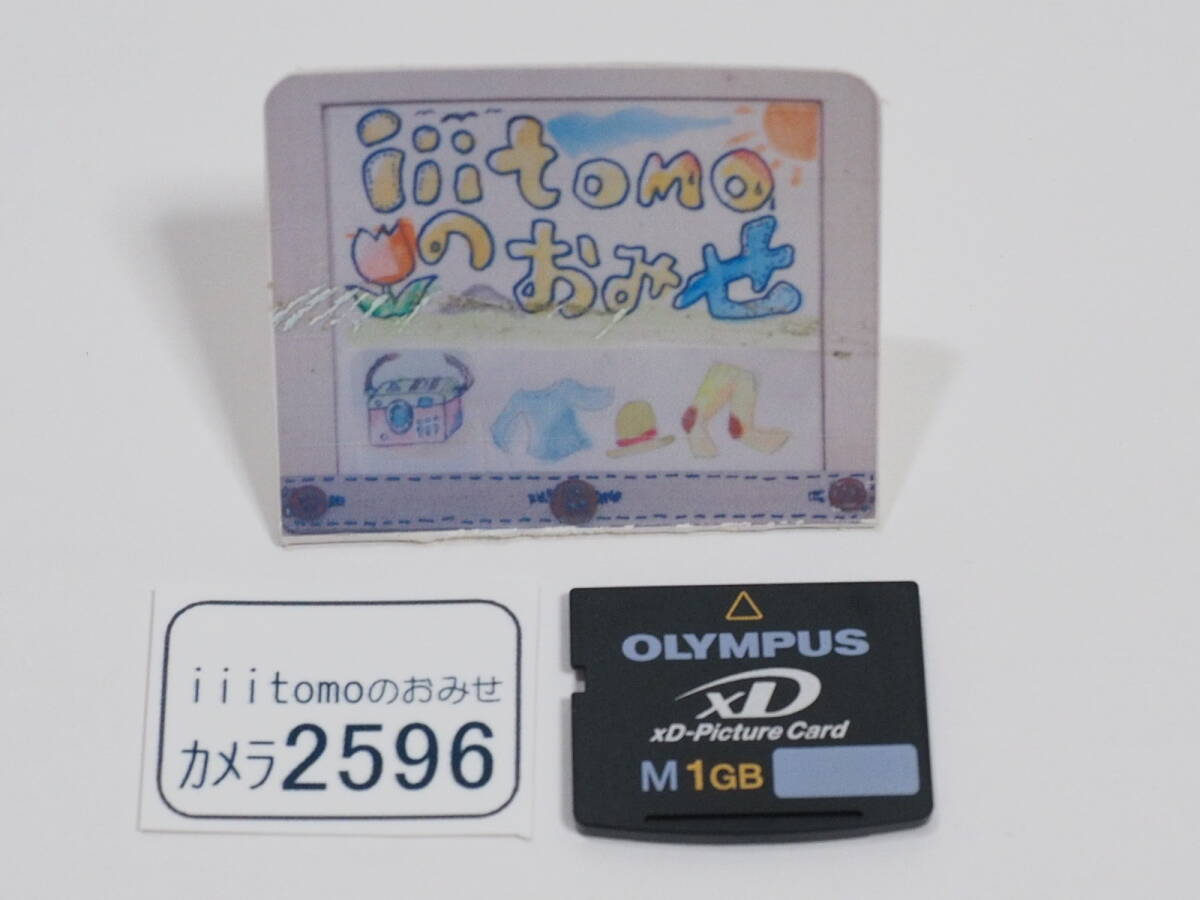 iiitomo
のおみせ
iiitomoのおみせ
カメラ2596
OLYMPUS
xD
xD-Picture Card
M 1GB